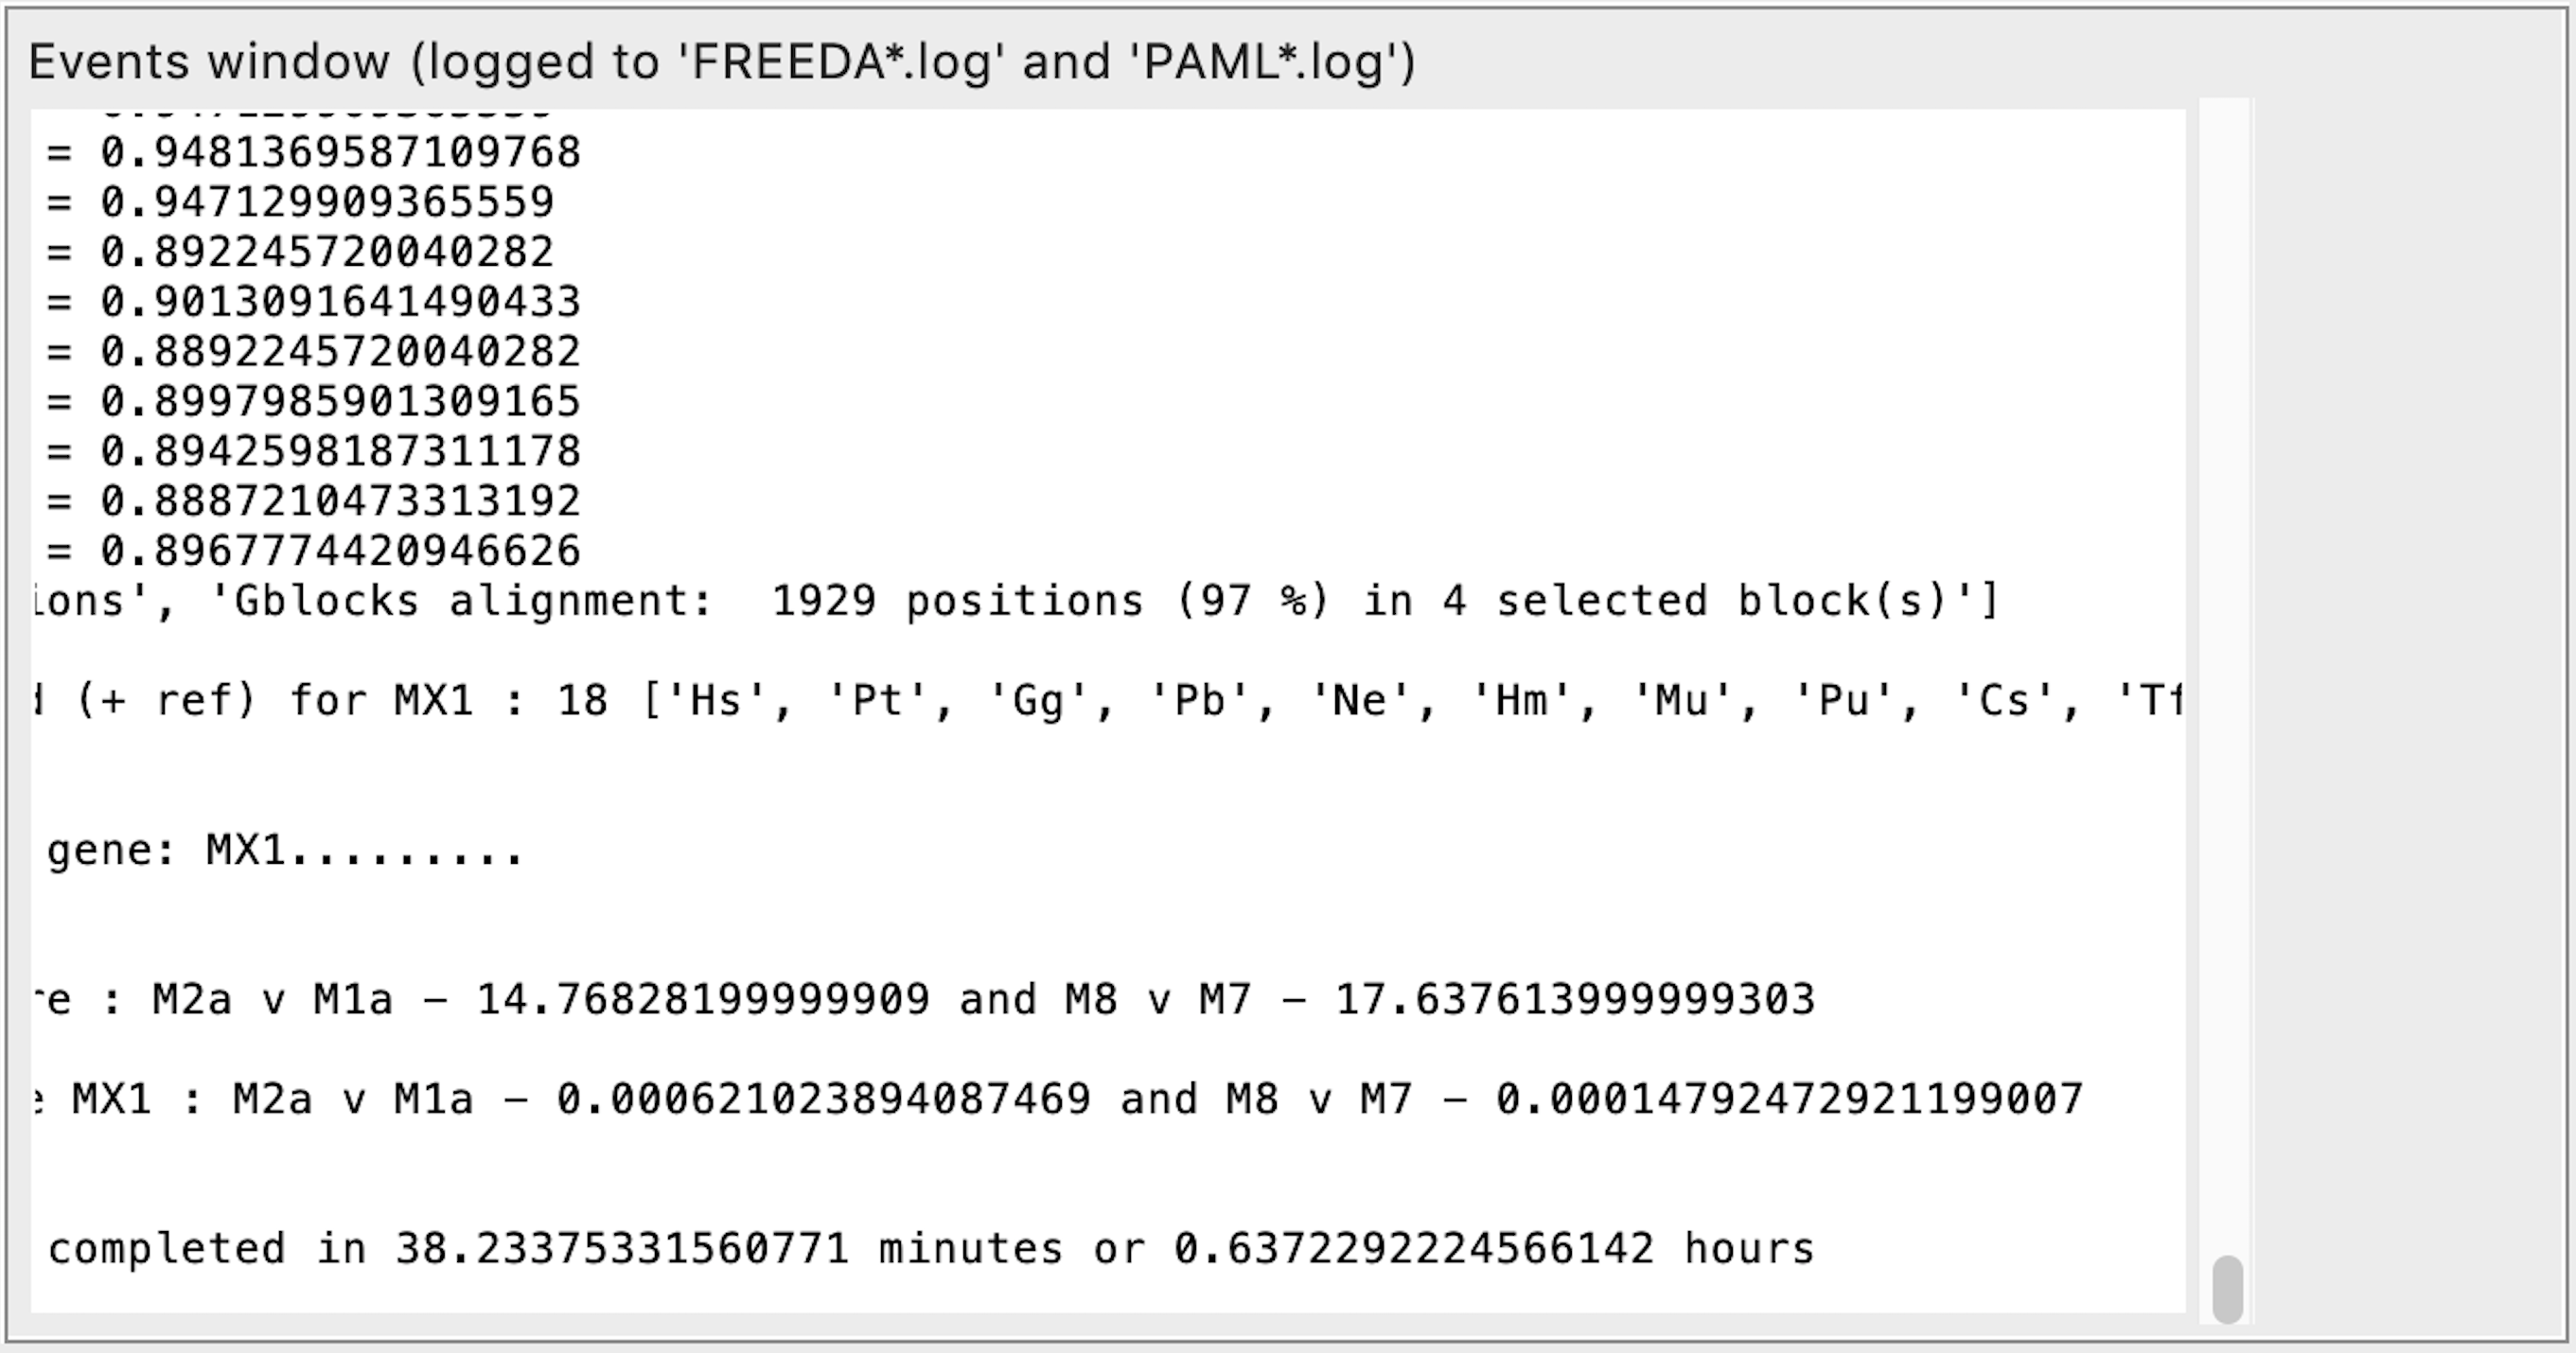 Events window (logged to 'FREEDA*.log' and 'PAML*.log')
= 0.9481369587109768
= 0.947129909365559
= 0.892245720040282
= 0.9013091641490433
= 0.8892245720040282
= 0.8997985901309165
= 0.8942598187311178
= 0.8887210473313192
= 0.8967774420946626
ions', 'Gblocks alignment:  1929 positions (97 %) in 4 selected block(s)']
(+ ref) for MX1 : 18 ['Hs', 'Pt', 'Gg', 'Pb', 'Ne', 'Hm', 'Mu', 'Pu', 'Cs', 'Tf
gene: MX1.........
re : M2a v M1a – 14.76828199999909 and M8 v M7 – 17.637613999999303
MX1 : M2a v M1a – 0.000621023894087469 and M8 v M7 – 0.00014792472921199007
completed in 38.23375331560771 minutes or 0.6372292224566142 hours